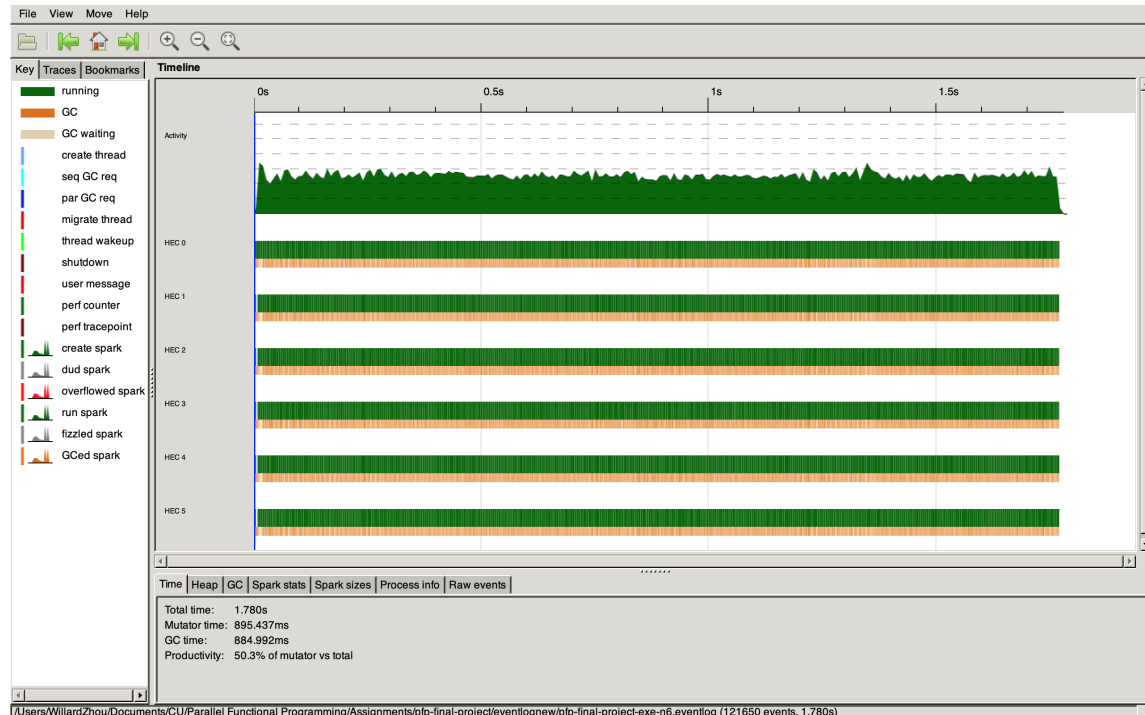 File View Move Help
Key Traces Bookmarks
Timeline
running
GC
GC waiting
create thread
seq GC req
par GC req
migrate thread
thread wakeup
shutdown
user message
perf counter
perf tracepoint
create spark
dud spark
overflowed spark
run spark
fizzled spark
GCed spark
0s 0.5s 1s 1.5s
Activity
HEC 0
HEC 1
HEC 2
HEC 3
HEC 4
HEC 5
Time Heap GC Spark stats Spark sizes Process info Raw events
Total time: 1.780s
Mutator time: 895.437ms
GC time: 884.992ms
Productivity: 50.3% of mutator vs total
/Users/WillardZhou/Documents/CU/Parallel Functional Programming/Assignments/pfp-final-project/eventlognew/pfp-final-project-exe-n6.eventlog (121650 events, 1.780s)